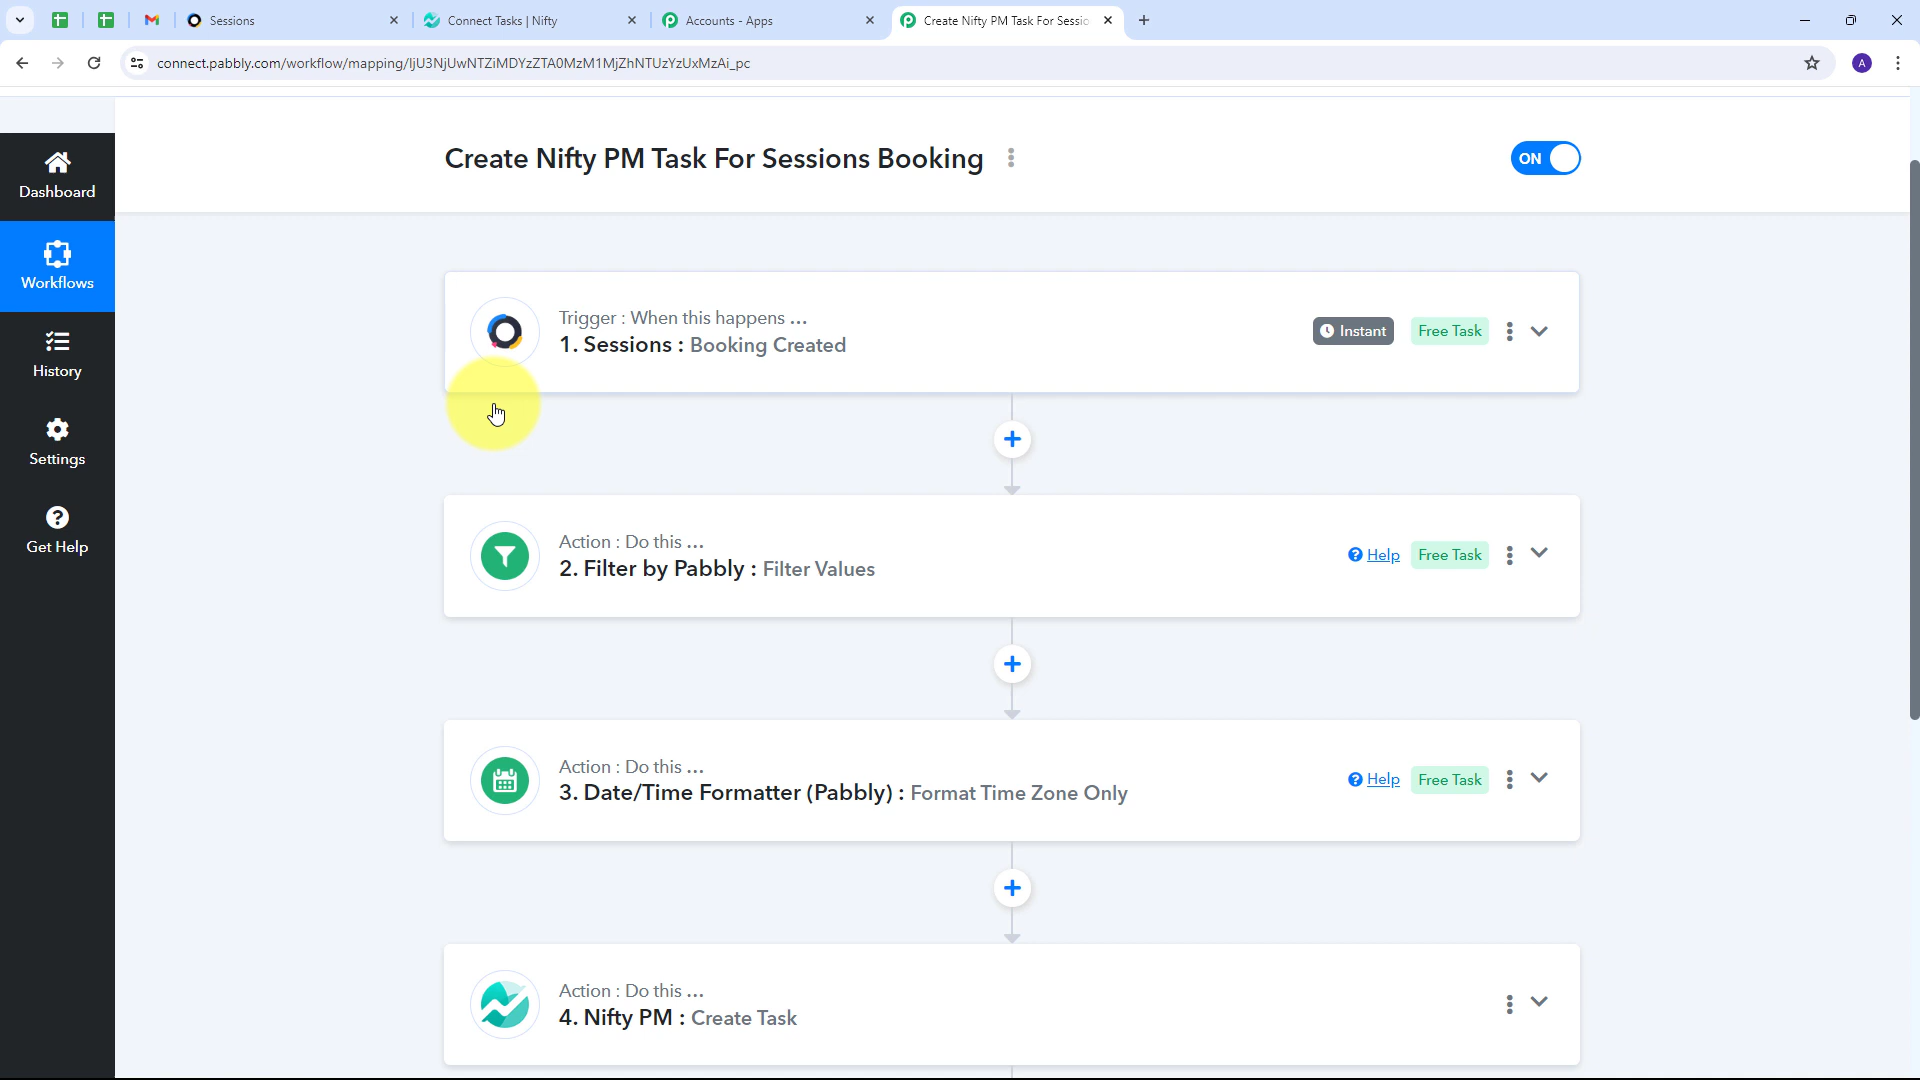 Sessions
Connect Tasks | Nifty
Accounts - Apps
Create Nifty PM Task For Sessio
connect.pabbly.com/workflow/mapping/IjU3NjUwNTZiMDYzZTA0MzM1MjZhNTUzYzUxMzAi_pc
A
Dashboard
Workflows
History
Settings
Get Help
Create Nifty PM Task For Sessions Booking
ON
Trigger : When this happens ...
1. Sessions : Booking Created
Instant
Free Task
Action : Do this ...
2. Filter by Pabbly : Filter Values
Help
Free Task
Action : Do this ...
3. Date/Time Formatter (Pabbly) : Format Time Zone Only
Help
Free Task
Action : Do this ...
4. Nifty PM : Create Task